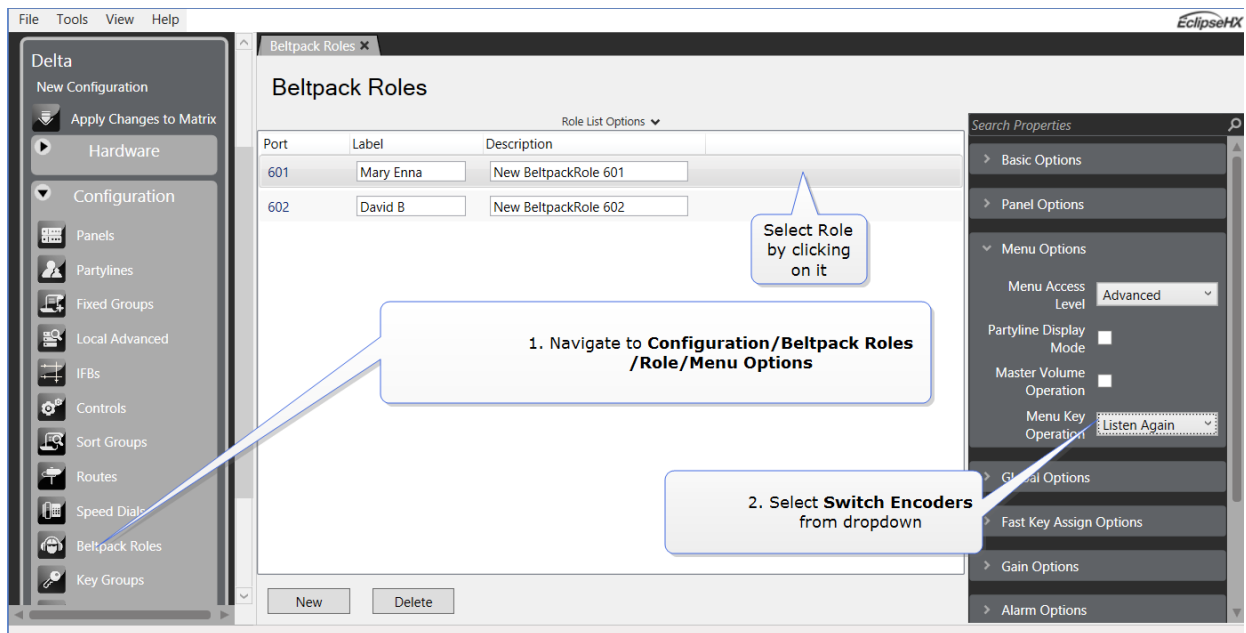 File Tools View Help
EclipseHX
Delta
New Configuration
Apply Changes to Matrix
Hardware
Configuration
Panels
Partylines
Fixed Groups
Local Advanced
IFBs
Controls
Sort Groups
Routes
Speed Dials
Beltpack Roles
Key Groups
Beltpack Roles
Beltpack Roles
Role List Options
Port Label Description
601 Mary Enna New BeltpackRole 601
602 David B New BeltpackRole 602
Select Role
by clicking
on it
1. Navigate to Configuration/Beltpack Roles
/Role/Menu Options
2. Select Switch Encoders
from dropdown
New Delete
Search Properties
Basic Options
Panel Options
Menu Options
Menu Access
Level
Advanced
Partyline Display
Mode
Master Volume
Operation
Menu Key
Operation
Listen Again
Global Options
Fast Key Assign Options
Gain Options
Alarm Options